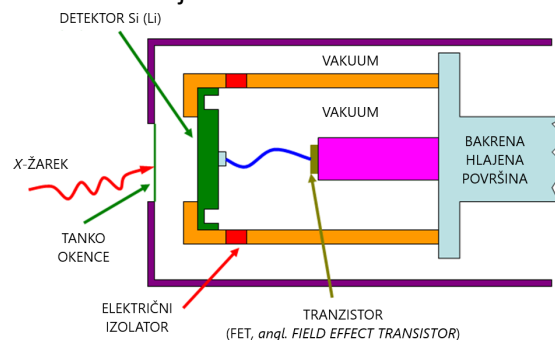 DETEKTOR Si (Li)
VAKUUM
VAKUUM
X-ŽAREK
BAKRENA
HLAJENA
POVRŠINA
TANKO
OKENCE
ELEKTRIČNI
IZOLATOR
TRANZISTOR
(FET, angl. FIELD EFFECT TRANSISTOR)